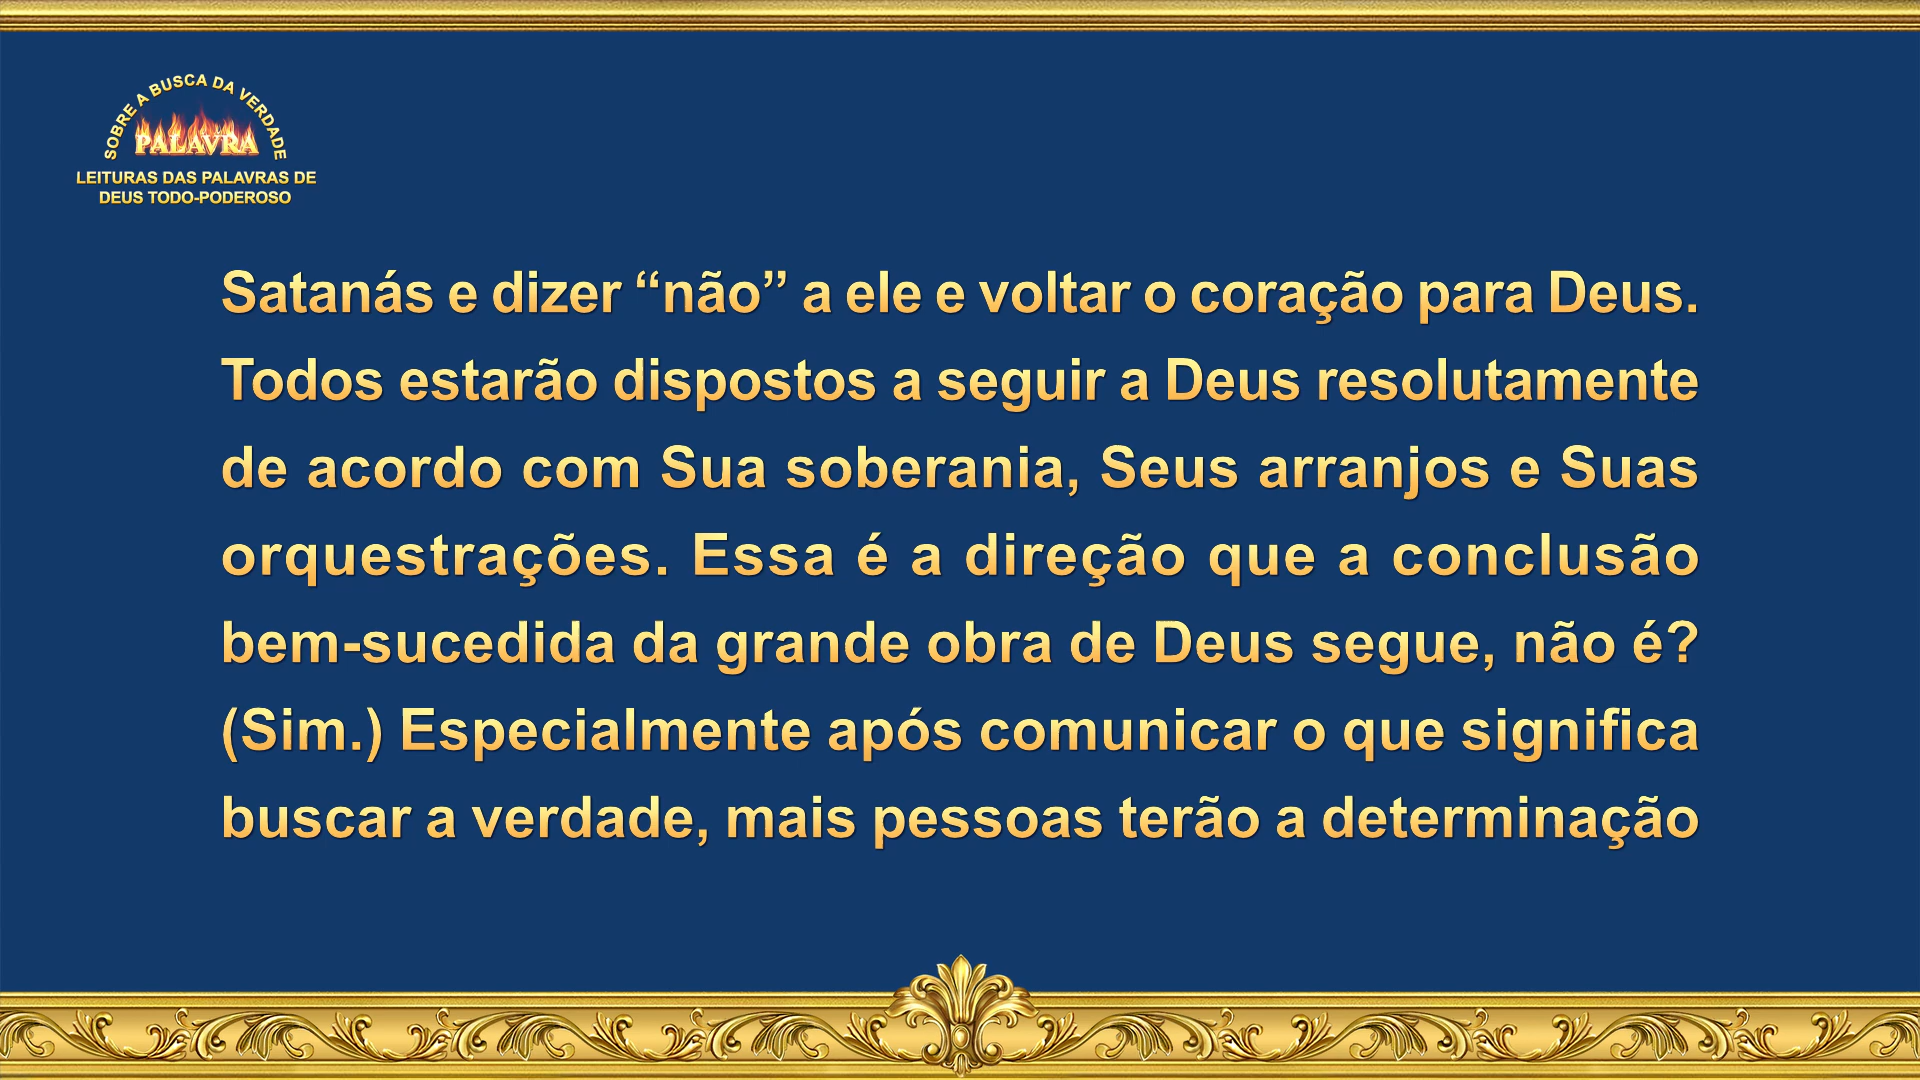 SOBRE A BUSCA DA VERDADE
PALAVRA
LEITURAS DAS PALAVRAS DE
DEUS TODO-PODEROSO
Satanás e dizer “não” a ele e voltar o coração para Deus.
Todos estarão dispostos a seguir a Deus resolutamente
de acordo com Sua soberania, Seus arranjos e Suas
orquestrações. Essa é a direção que a conclusão
bem-sucedida da grande obra de Deus segue, não é?
(Sim.) Especialmente após comunicar o que significa
buscar a verdade, mais pessoas terão a determinação